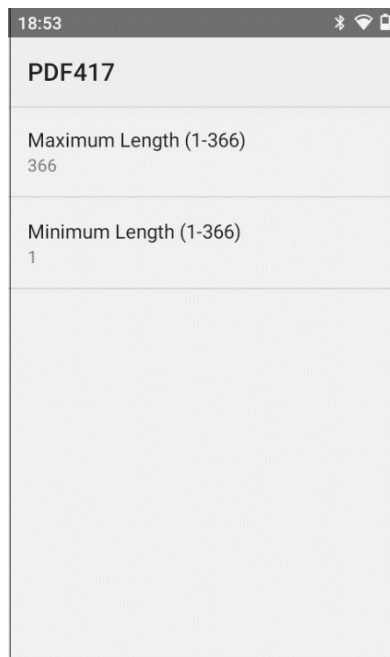 18:53
PDF417
Maximum Length (1-366)
366
Minimum Length (1-366)
1